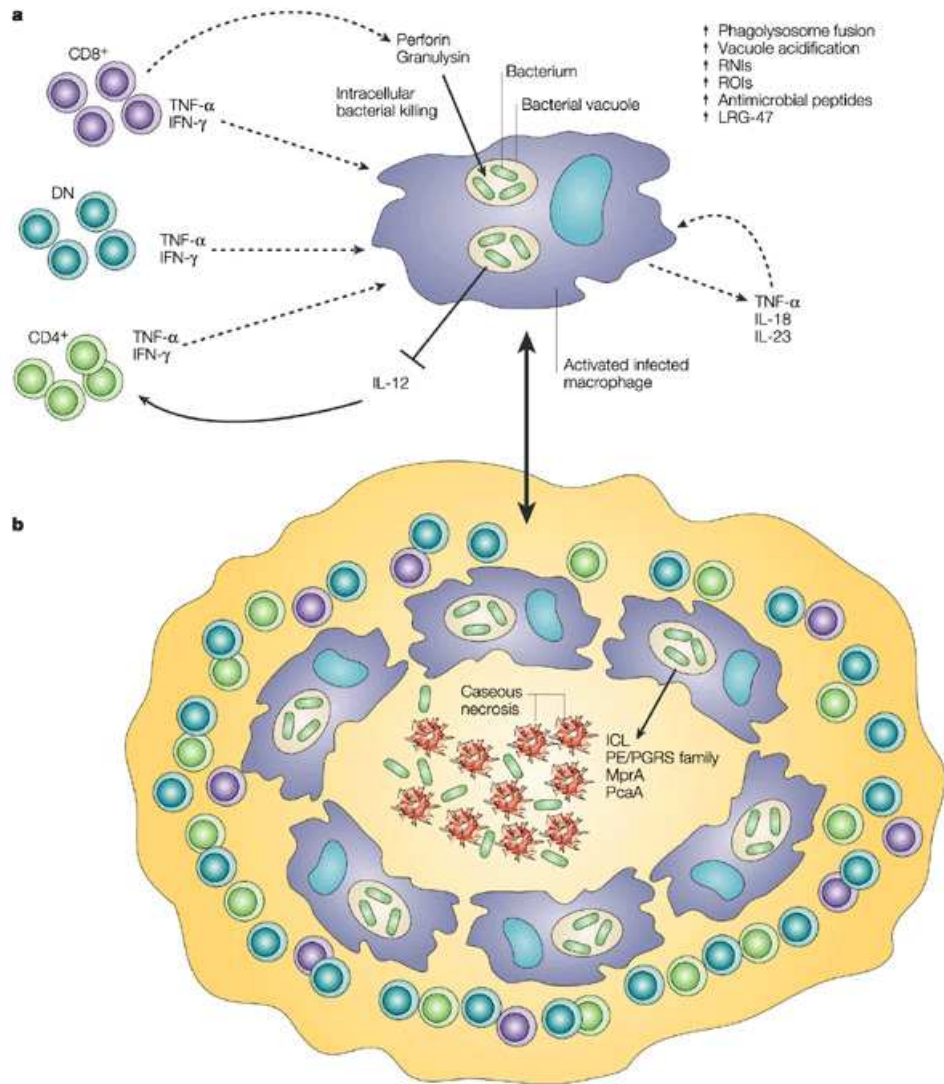 a
CD8⁺
TNF-α
IFN-γ
Perforin
Granulysin
Intracellular
bacterial killing
Bacterium
Bacterial vacuole
↑ Phagolysosome fusion
↑ Vacuole acidification
↑ RNIs
↑ ROIs
↑ Antimicrobial peptides
↑ LRG-47
DN
TNF-α
IFN-γ
CD4⁺
TNF-α
IFN-γ
IL-12
TNF-α
IL-18
IL-23
Activated infected
macrophage
b
Caseous
necrosis
ICL
PE/PGRS family
MprA
PcaA